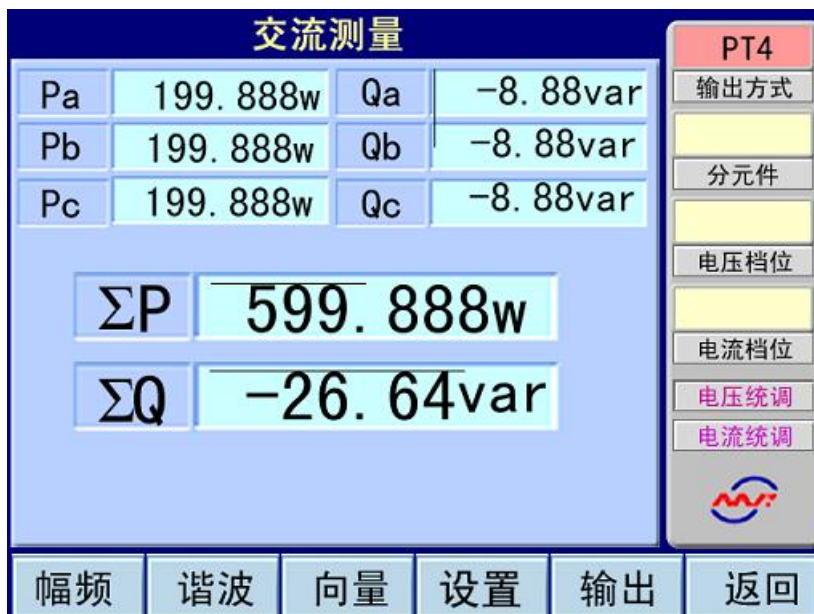 交流测量
Pa 199.888w Qa -8.88var
Pb 199.888w Qb -8.88var
Pc 199.888w Qc -8.88var
ΣP 599.888w
ΣQ -26.64var
PT4
输出方式
分元件
电压档位
电流档位
电压统调
电流统调
幅频 谐波 向量 设置 输出 返回